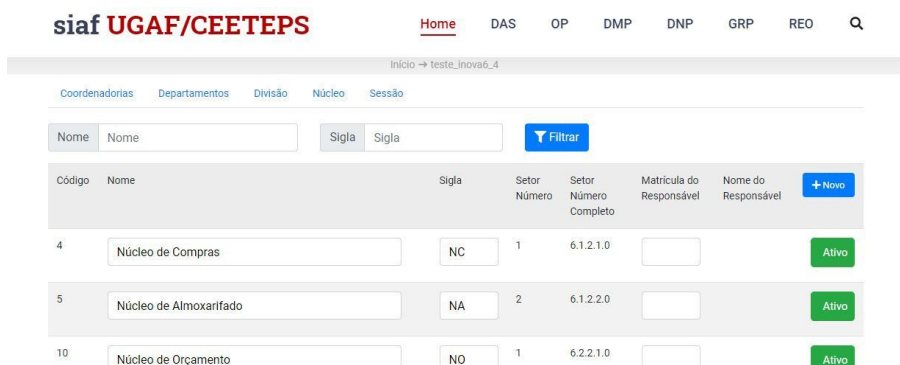 siaf UGAF/CEETEPS Home DAS OP DMP DNP GRP REO
Início → teste_inova6_4
Coordenadorias Departamentos Divisão Núcleo Sessão
Nome Nome Sigla Sigla Filtrar
Código Nome Sigla Setor Número Setor Número Completo Matrícula do Responsável Nome do Responsável + Novo
4 Núcleo de Compras NC 1 6.1.2.1.0 Ativo
5 Núcleo de Almoxarifado NA 2 6.1.2.2.0 Ativo
10 Núcleo de Orçamento NO 1 6.2.2.1.0 Ativo